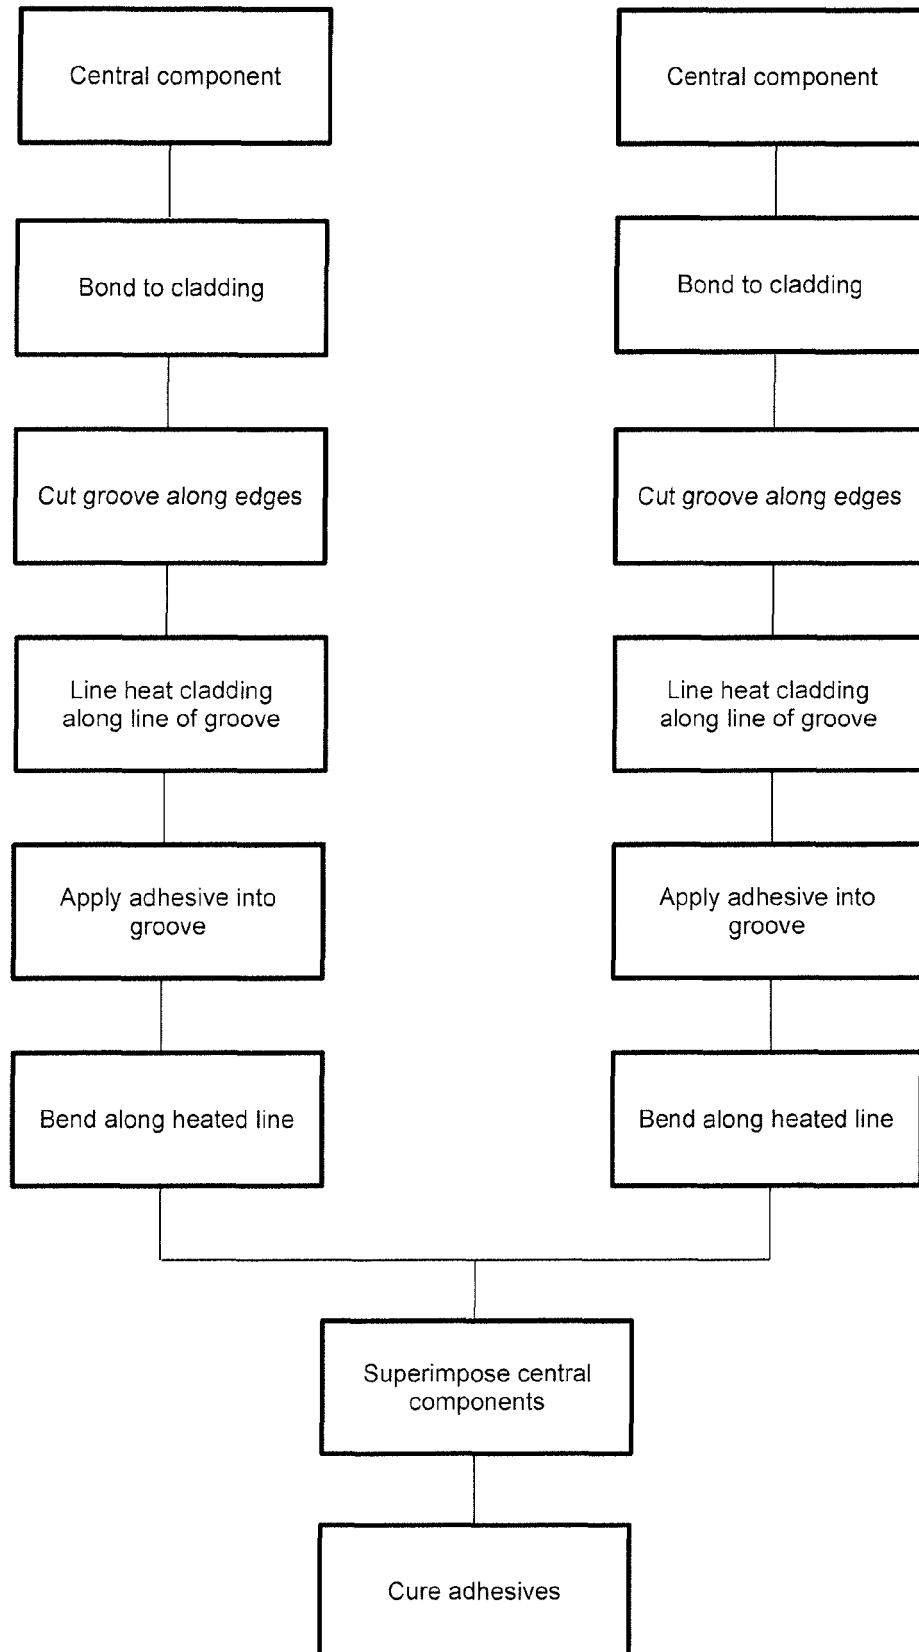 Central component
Central component
Bond to cladding
Bond to cladding
Cut groove along edges
Cut groove along edges
Line heat cladding
along line of groove
Line heat cladding
along line of groove
Apply adhesive into
groove
Apply adhesive into
groove
Bend along heated line
Bend along heated line
Superimpose central
components
Cure adhesives